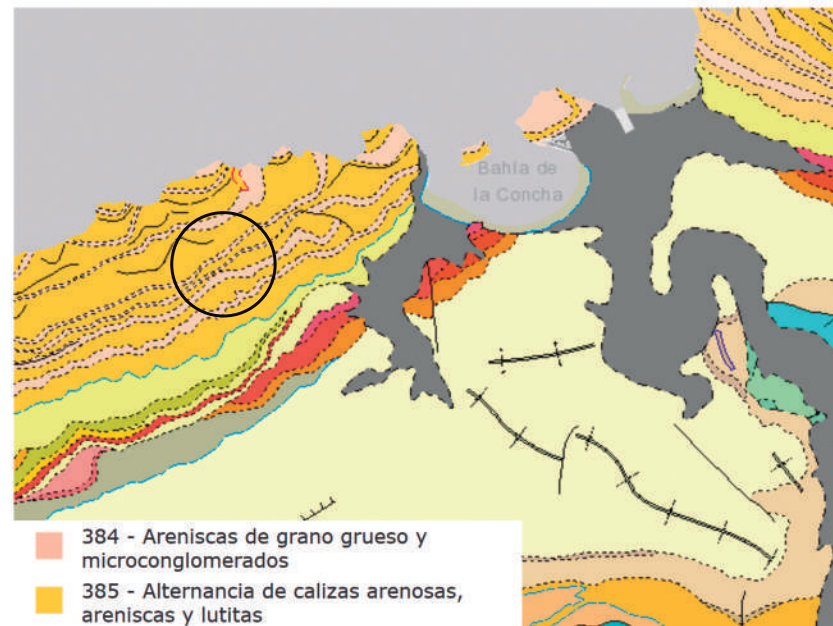 Bahía de
la Concha
384 - Areniscas de grano grueso y
microconglomerados
385 - Alternancia de calizas arenosas,
areniscas y lutitas